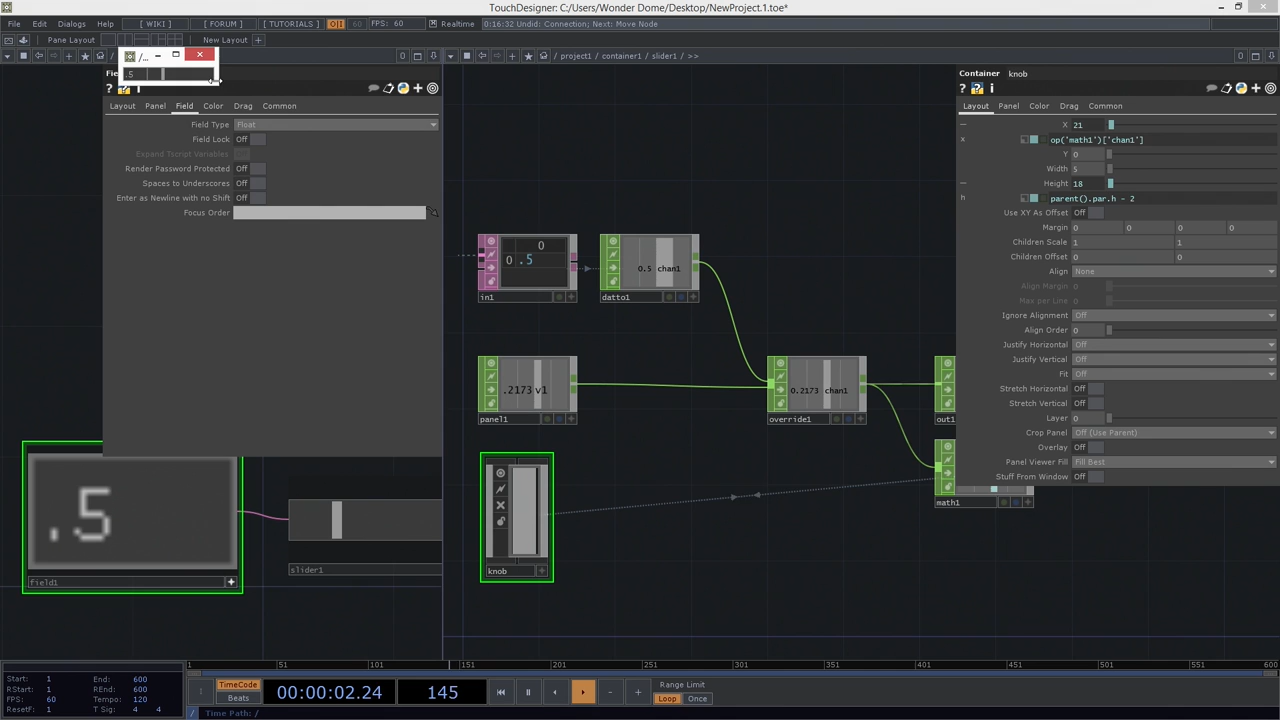 TouchDesigner: C:/Users/Wonder Dome/Desktop/NewProject.1.toe*
File Edit Dialogs Help [ WIKI ] [ FORUM ] [ TUTORIALS ] O|I 60 FPS: 60 Realtime 0:16:32 Undid: Connection; Next: Move Node
Pane Layout New Layout +
/... / project1 / container1 / slider1 / >>
.5
Container knob
Layout Panel Field Color Drag Common
Field Type Float
Field Lock Off
Expand Tscript Variables
Render Password Protected Off
Spaces to Underscores Off
Enter as Newline with no Shift Off
Focus Order
Layout Panel Color Drag Common
X 21
x op('math1')['chan1']
Y 0
Width 5
Height 18
h parent().par.h - 2
Use XY As Offset Off
Margin 0 0 0 0
Children Scale 1 1
Children Offset 0 0
Align None
Align Margin 0
Max per Line 0
Ignore Alignment Off
Align Order 0
Justify Horizontal Off
Justify Vertical Off
Fit Off
Stretch Horizontal Off
Stretch Vertical Off
Layer 0
Crop Panel Off (Use Parent)
Overlay Off
Panel Viewer Fill Fill Best
Stuff From Window Off
0
0 .5
in1
0.5 chan1
datto1
.2173 v1
panel1
0.2173 chan1
override1
out1
math1
knob
.5
field1
slider1
1 51 101 151 201 251 301 351 401 451 501 551 600
Start: 1 End: 600
RStart: 1 REnd: 600
FPS: 60 Tempo: 120
ResetF: 1 T Sig: 4 4
TimeCode
Beats
00:00:02.24
145
Range Limit
Loop Once
/ Time Path: /